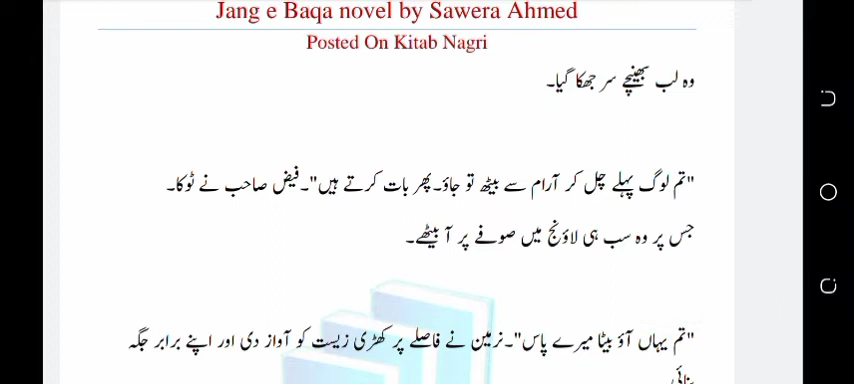 Jang e Baqa novel by Sawera Ahmed
Posted On Kitab Nagri
وہ لب بھینچے سر جھکا گیا۔
"تم لوگ پہلے چل کر آرام سے بیٹھ تو جاؤ۔پھر بات کرتے ہیں"۔فیض صاحب نے ٹوکا۔
جس پر وہ سب ہی لاؤنج میں صوفے پر آ بیٹھے۔
"تم یہاں آؤ بیٹا میرے پاس"۔نرمین نے فاصلے پر کھڑی زیست کو آواز دی اور اپنے برابر جگہ
بنائی